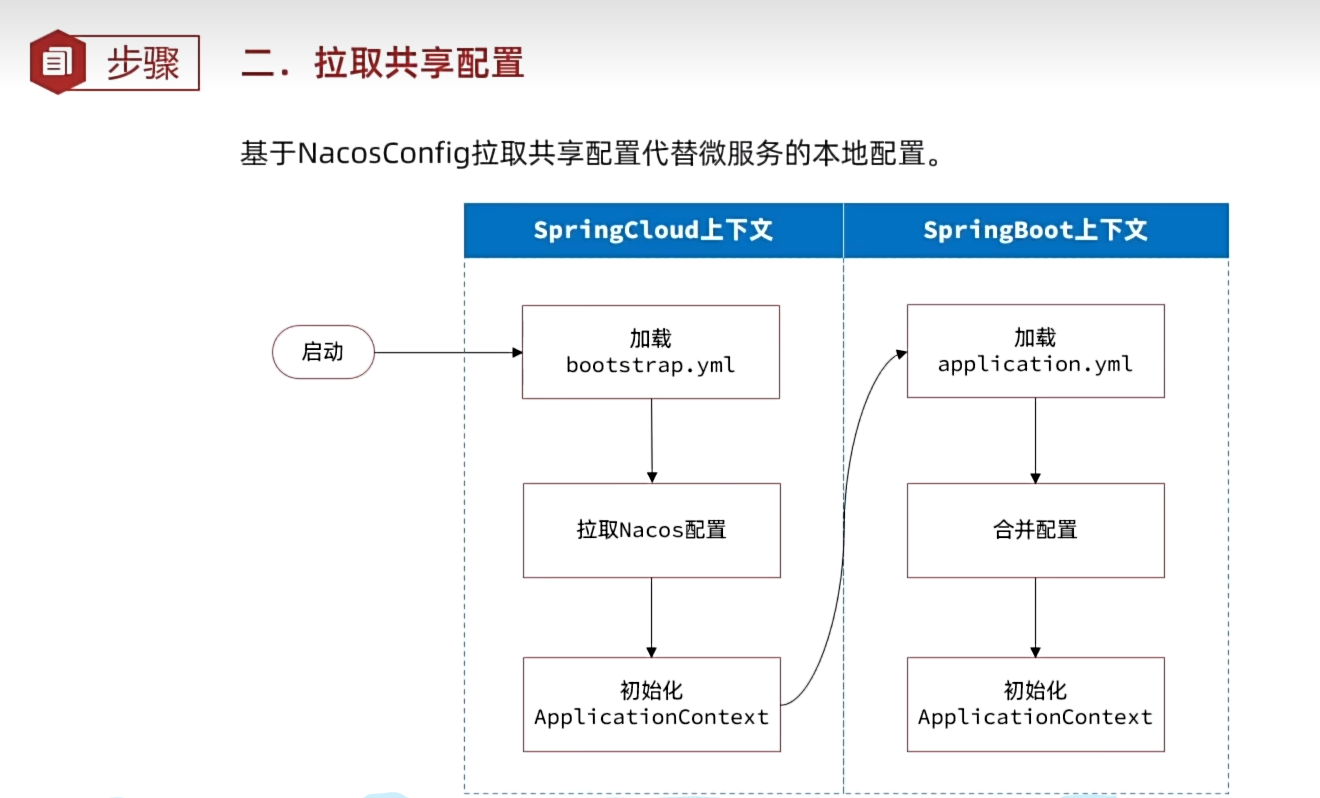 步骤
二．拉取共享配置
基于NacosConfig拉取共享配置代替微服务的本地配置。
SpringCloud上下文
SpringBoot上下文
启动
加载
bootstrap.yml
拉取Nacos配置
初始化
ApplicationContext
加载
application.yml
合并配置
初始化
ApplicationContext